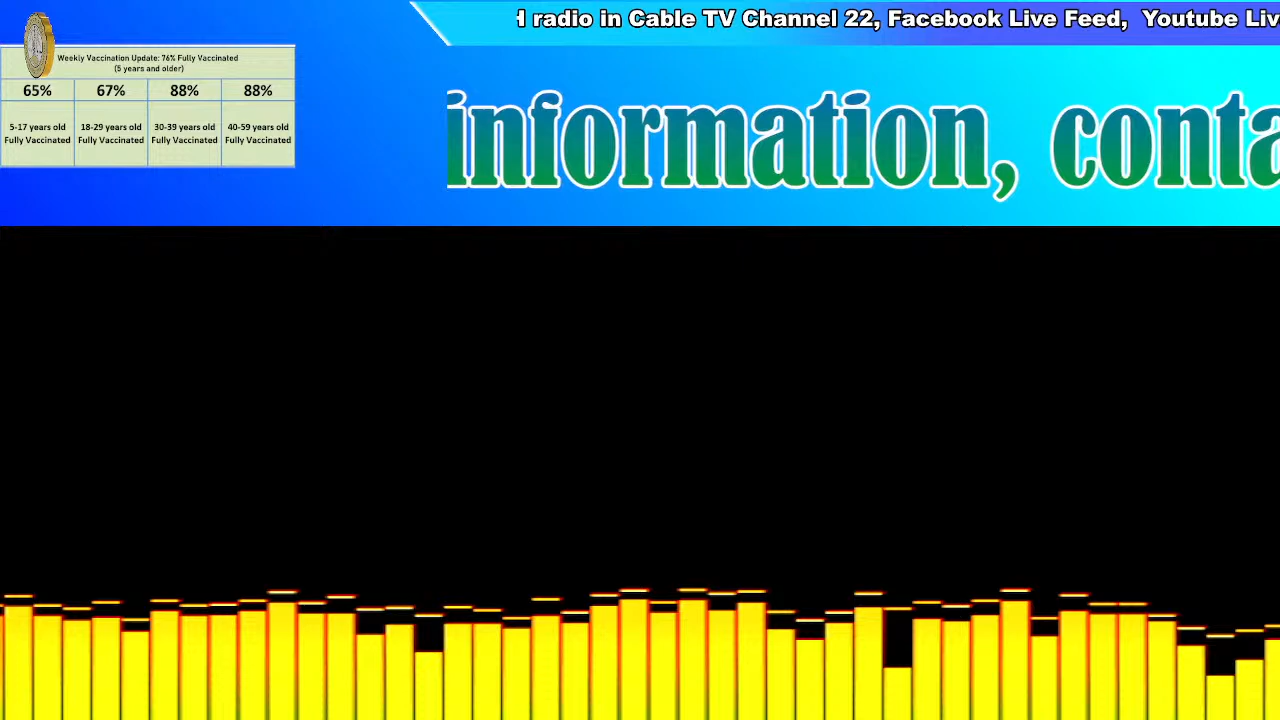 radio in Cable TV Channel 22, Facebook Live Feed, Youtube Liv
Weekly Vaccination Update: 76% Fully Vaccinated
(5 years and older)
65% 67% 88% 88%
5-17 years old 18-29 years old 30-39 years old 40-59 years old
Fully Vaccinated Fully Vaccinated Fully Vaccinated Fully Vaccinated
information, conta